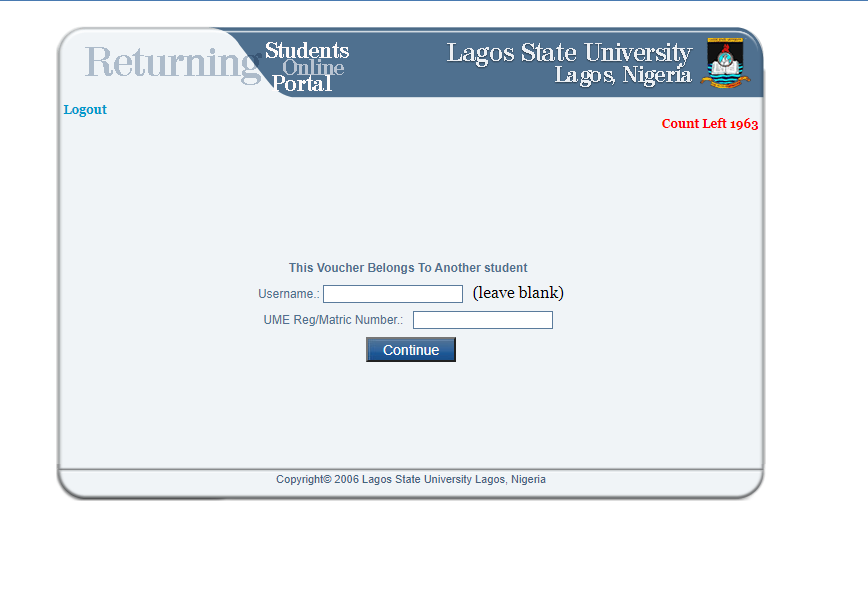 Returning Students
Online
Portal
Lagos State University
Lagos, Nigeria
Logout
Count Left 1963
This Voucher Belongs To Another student
Username.: (leave blank)
UME Reg/Matric Number.:
Continue
Copyright© 2006 Lagos State University Lagos, Nigeria